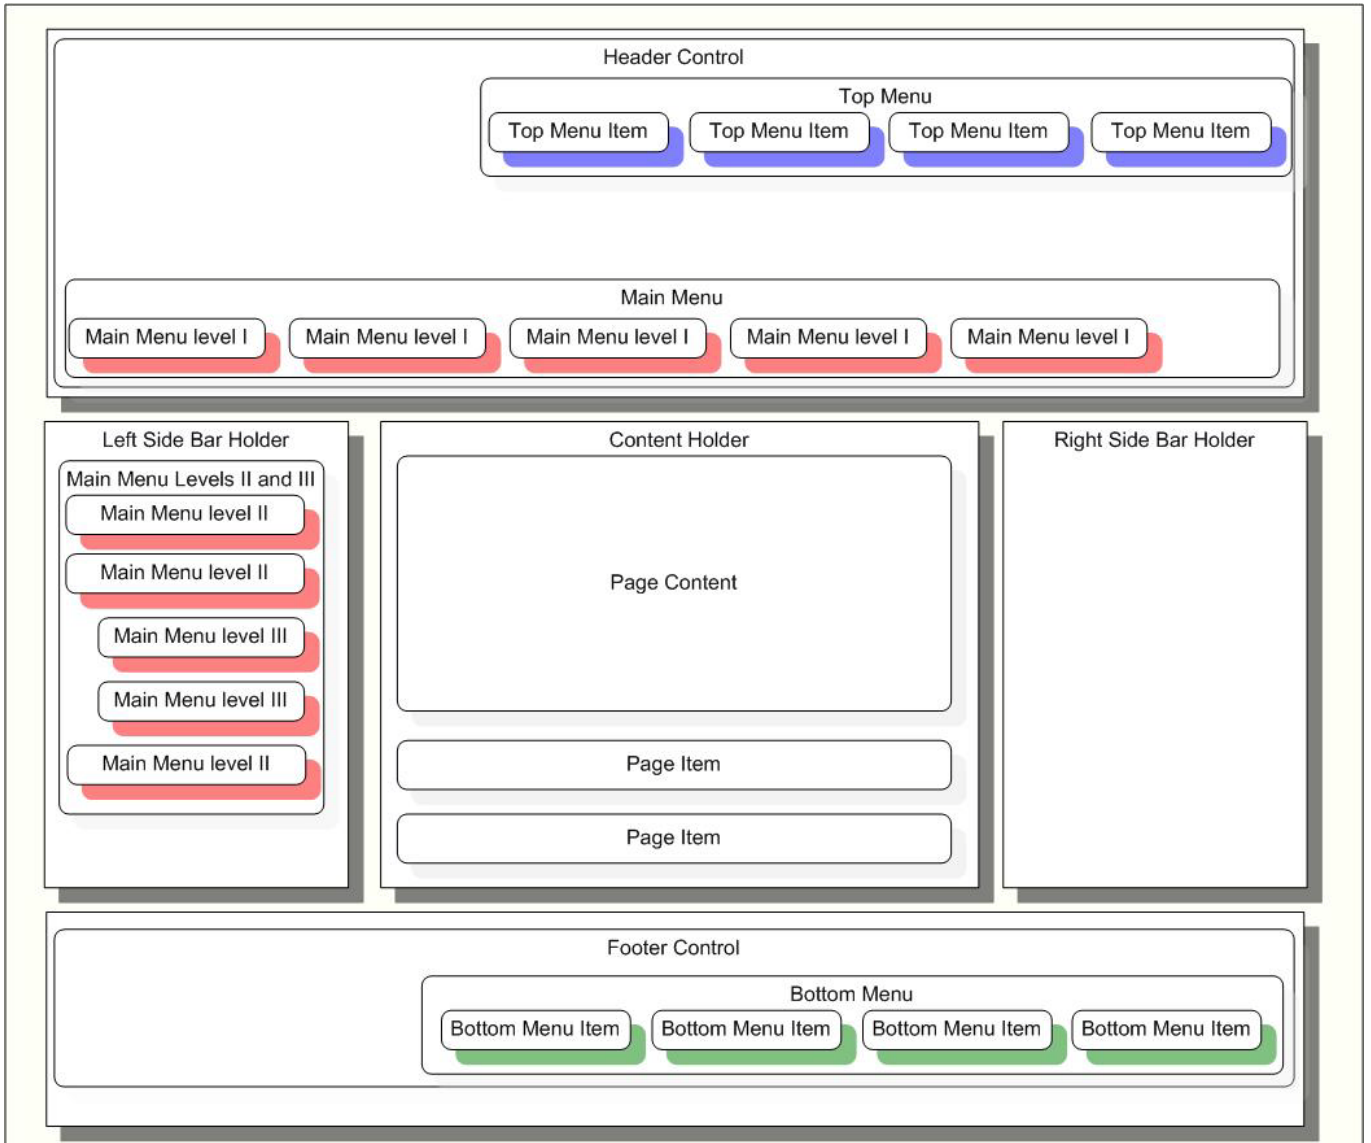 Header Control
Top Menu
Top Menu Item Top Menu Item Top Menu Item Top Menu Item
Main Menu
Main Menu level I Main Menu level I Main Menu level I Main Menu level I Main Menu level I
Left Side Bar Holder
Main Menu Levels II and III
Main Menu level II
Main Menu level II
Main Menu level III
Main Menu level III
Main Menu level II
Content Holder
Page Content
Page Item
Page Item
Right Side Bar Holder
Footer Control
Bottom Menu
Bottom Menu Item Bottom Menu Item Bottom Menu Item Bottom Menu Item